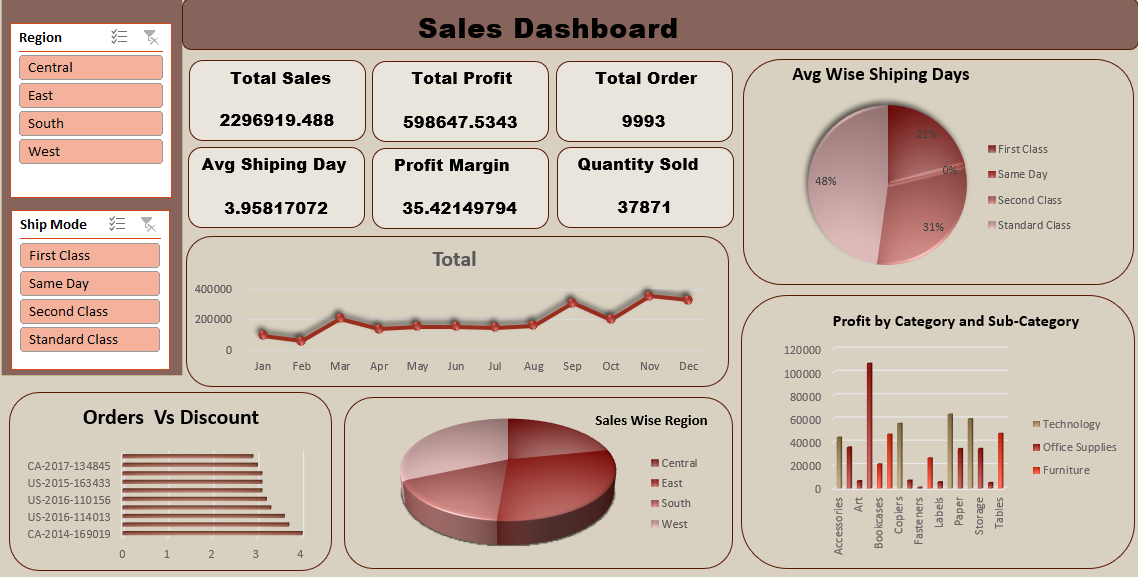 Sales Dashboard
Region
Central
East
South
West
Ship Mode
First Class
Same Day
Second Class
Standard Class
Total Sales
2296919.488
Total Profit
598647.5343
Total Order
9993
Avg Shiping Day
3.95817072
Profit Margin
35.42149794
Quantity Sold
37871
Avg Wise Shiping Days
21%
0%
31%
48%
First Class
Same Day
Second Class
Standard Class
Total
400000
200000
0
Jan Feb Mar Apr May Jun Jul Aug Sep Oct Nov Dec
Profit by Category and Sub-Category
120000
100000
80000
60000
40000
20000
0
Accessories Art Bookcases Copiers Fasteners Labels Paper Storage Tables
Technology
Office Supplies
Furniture
Orders Vs Discount
CA-2017-134845
US-2015-163433
US-2016-110156
US-2016-114013
CA-2014-169019
0 1 2 3 4
Sales Wise Region
Central
East
South
West